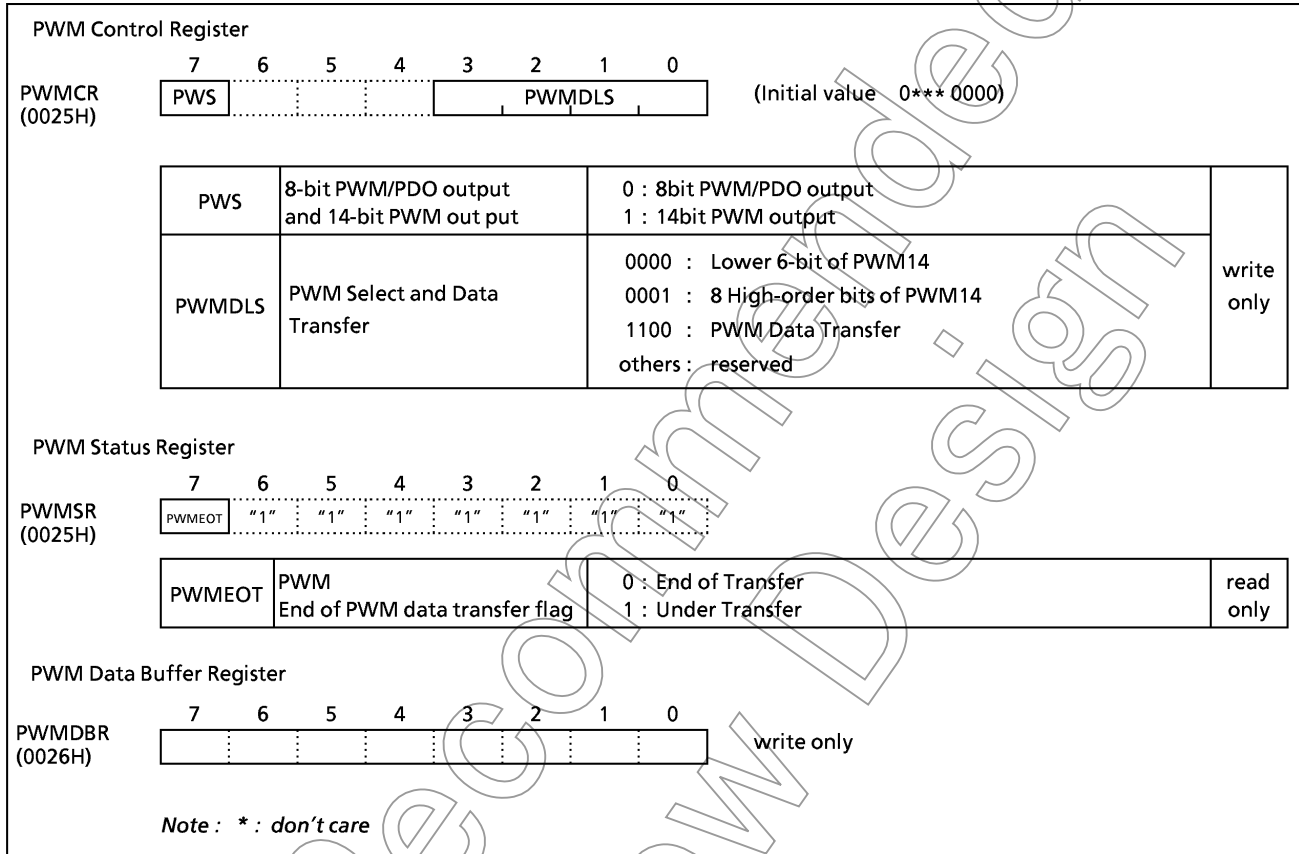 PWM Control Register
7 6 5 4 3 2 1 0
PWMCR PWS PWMDLS (Initial value 0*** 0000)
(0025H)
PWS 8-bit PWM/PDO output and 14-bit PWM out put 0 : 8bit PWM/PDO output
1 : 14bit PWM output
PWMDLS PWM Select and Data Transfer 0000 : Lower 6-bit of PWM14
0001 : 8 High-order bits of PWM14
1100 : PWM Data Transfer
others : reserved
write only
PWM Status Register
7 6 5 4 3 2 1 0
PWMSR PWMEOT "1" "1" "1" "1" "1" "1" "1"
(0025H)
PWMEOT PWM
End of PWM data transfer flag 0 : End of Transfer
1 : Under Transfer
read only
PWM Data Buffer Register
7 6 5 4 3 2 1 0
PWMDBR write only
(0026H)
Note : * : don't care